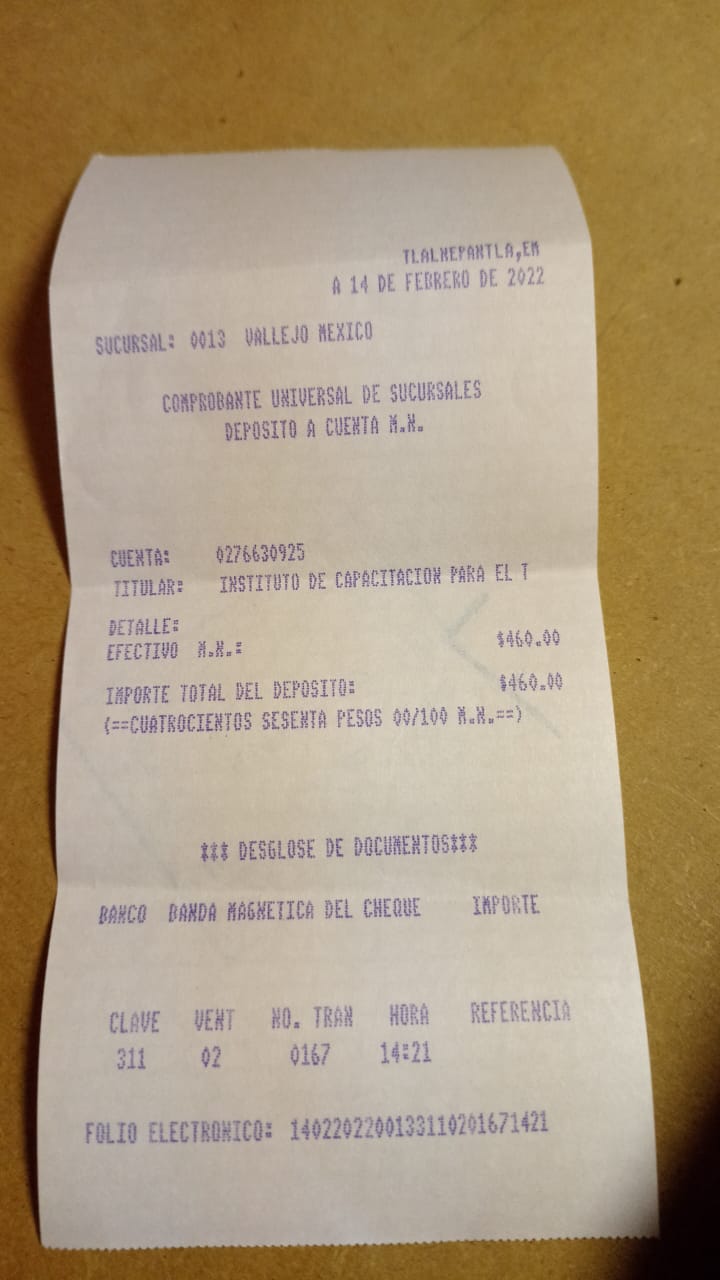 TLALNEPANTLA,EM
A 14 DE FEBRERO DE 2022
SUCURSAL: 0013 VALLEJO MEXICO
COMPROBANTE UNIVERSAL DE SUCURSALES
DEPOSITO A CUENTA M.N.
CUENTA: 0276630925
TITULAR: INSTITUTO DE CAPACITACION PARA EL T
DETALLE:
EFECTIVO M.N.: $460.00
IMPORTE TOTAL DEL DEPOSITO: $460.00
(==CUATROCIENTOS SESENTA PESOS 00/100 M.N.==)
*** DESGLOSE DE DOCUMENTOS***
BANCO BANDA MAGNETICA DEL CHEQUE IMPORTE
CLAVE VENT NO. TRAN HORA REFERENCIA
311 02 0167 14:21
FOLIO ELECTRONICO: 1402202200133110201671421